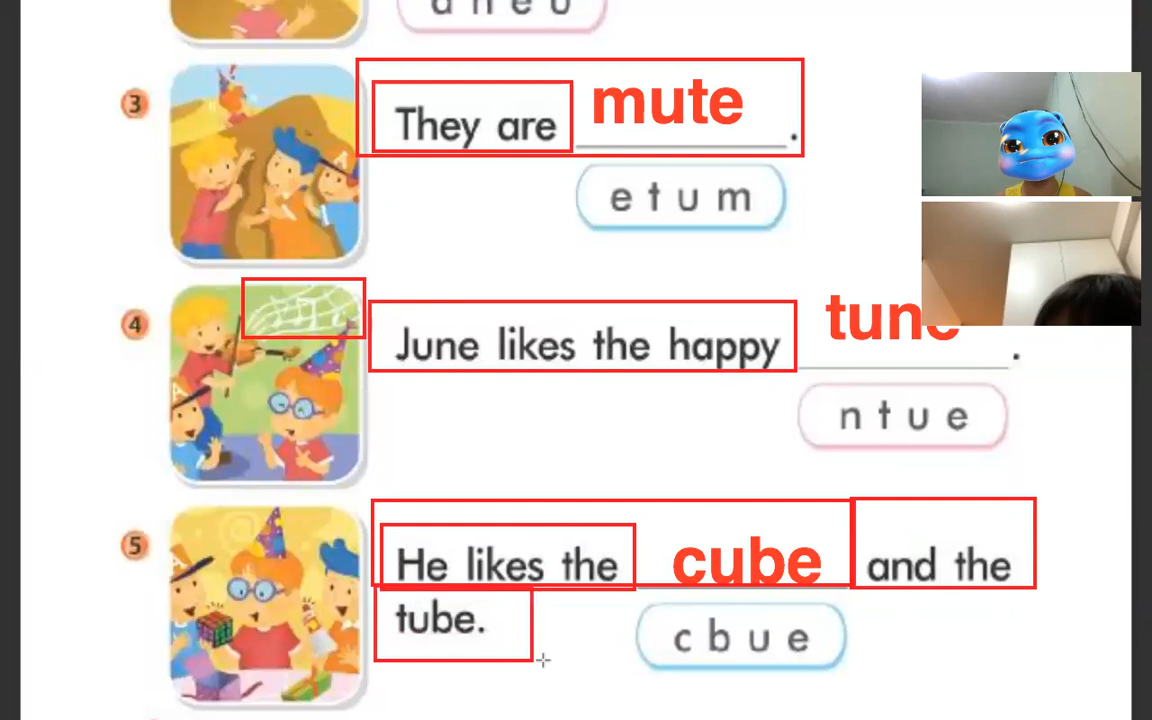 3 They are mute.
e t u m
4 June likes the happy tune.
n t u e
5 He likes the cube and the
tube.
c b u e